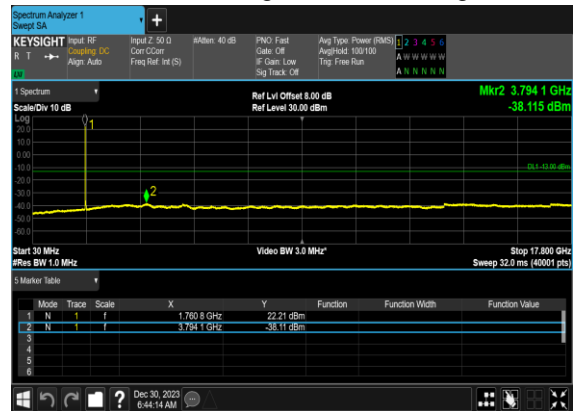 Spectrum Analyzer 1
Swept SA
KEYSIGHT Input: RF Input Z: 50 Ω #Atten: 40 dB PNO: Fast Avg Type: Power (RMS) 1 2 3 4 5 6
R T Coupling: DC Corr CCorr Gate: Off Avg|Hold: 100/100 A W W W W W
Align: Auto Freq Ref: Int (S) IF Gain: Low Trig: Free Run
LW Sig Track: Off A N N N N N
1 Spectrum Ref Lvl Offset 8.00 dB Mkr2 3.794 1 GHz
Scale/Div 10 dB Ref Level 30.00 dBm -38.115 dBm
Log
20.0
10.0
0.00
-10.0
DL1 -13.00 dBm
-20.0
-30.0
-40.0
-50.0
-60.0
1
2
Start 30 MHz Video BW 3.0 MHz* Stop 17.800 GHz
#Res BW 1.0 MHz Sweep 32.0 ms (40001 pts)
5 Marker Table
Mode Trace Scale X Y Function Function Width Function Value
1 N 1 f 1.760 8 GHz 22.21 dBm
2 N 1 f 3.794 1 GHz -38.11 dBm
3
4
5
6
? Dec 30, 2023
6:44:14 AM